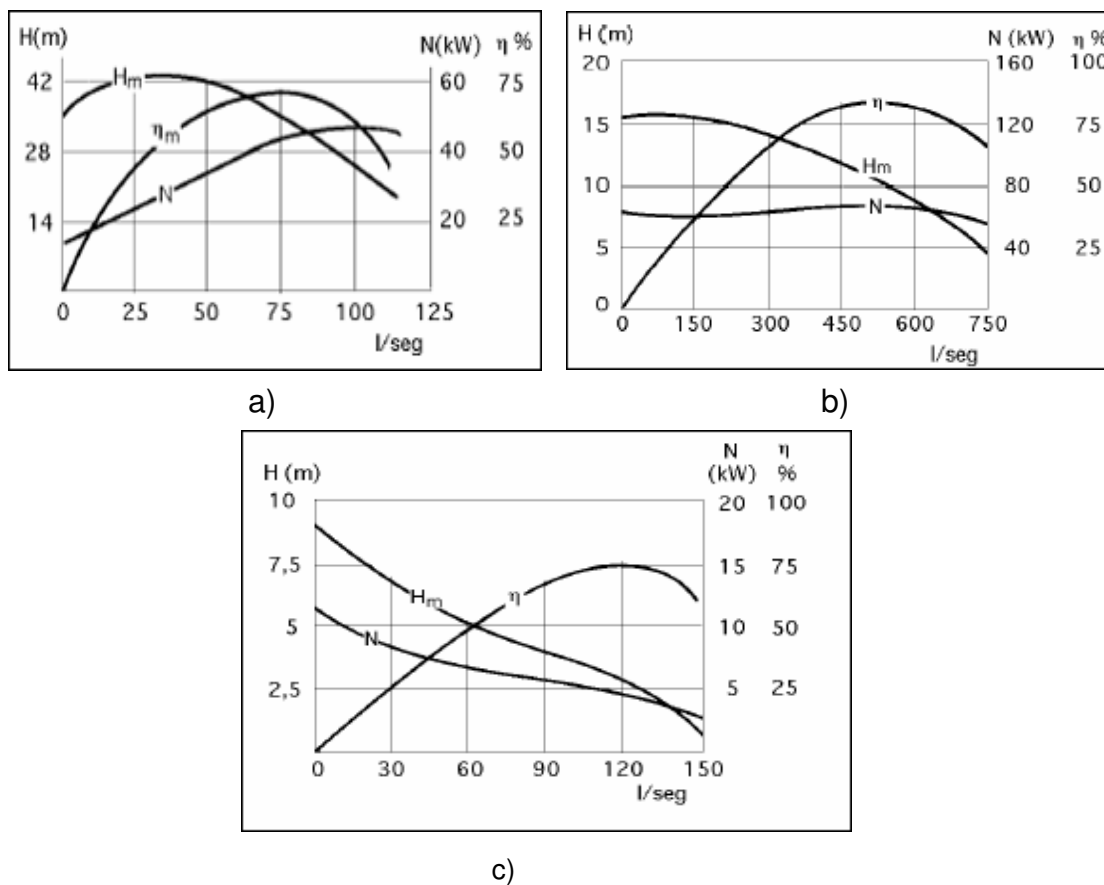 H(m) N(kW) η %
42 Hm 60 75
ηm
28 40 50
N
14 20 25
0 25 50 75 100 125
l/seg
a)
H (m) N (kW) η %
20 160 100
η
15 120 75
Hm
10 80 50
N
5 40 25
0
0 150 300 450 600 750
l/seg
b)
N η
H (m) (kW) %
10 20 100
7,5 15 75
Hm η
5 10 50
N
2,5 5 25
0 30 60 90 120 150
l/seg
c)